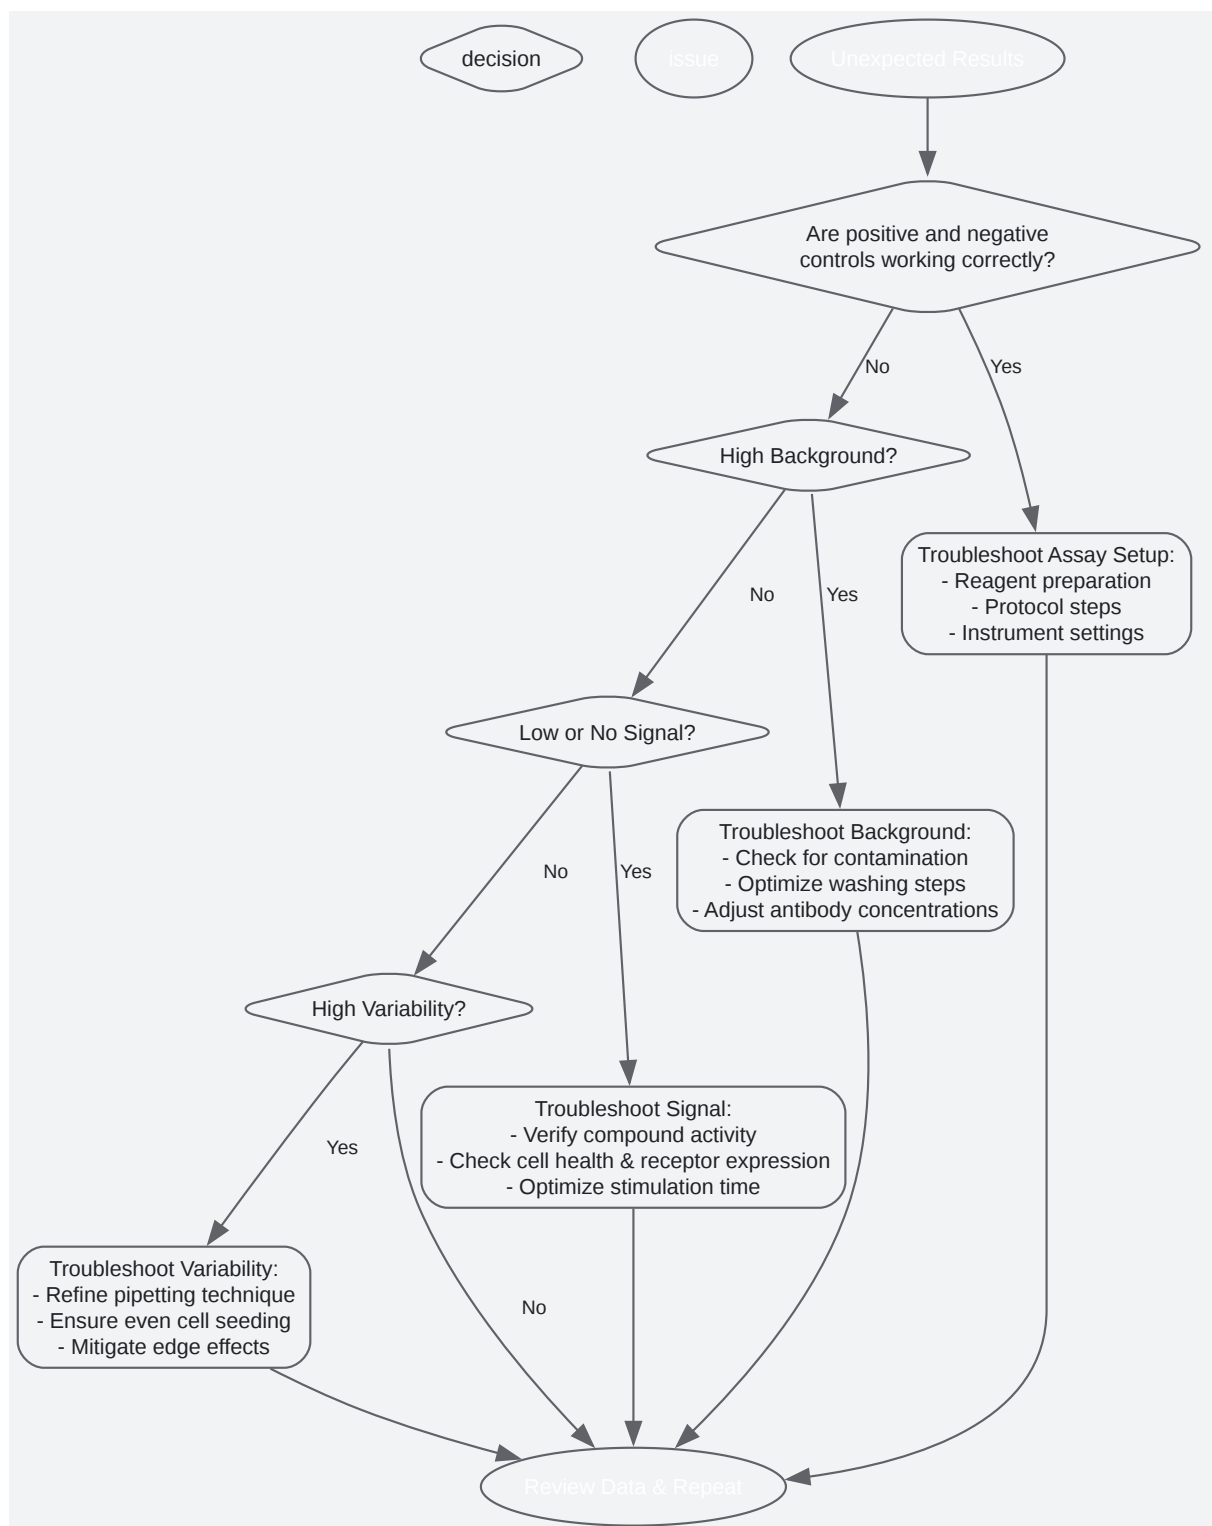 decision
issue
Unexpected Results
Are positive and negative
controls working correctly?
No
Yes
High Background?
Troubleshoot Assay Setup:
- Reagent preparation
- Protocol steps
- Instrument settings
No
Yes
Low or No Signal?
Troubleshoot Background:
- Check for contamination
- Optimize washing steps
- Adjust antibody concentrations
No
Yes
High Variability?
Troubleshoot Signal:
- Verify compound activity
- Check cell health & receptor expression
- Optimize stimulation time
Yes
No
Troubleshoot Variability:
- Refine pipetting technique
- Ensure even cell seeding
- Mitigate edge effects
Review Data & Repeat